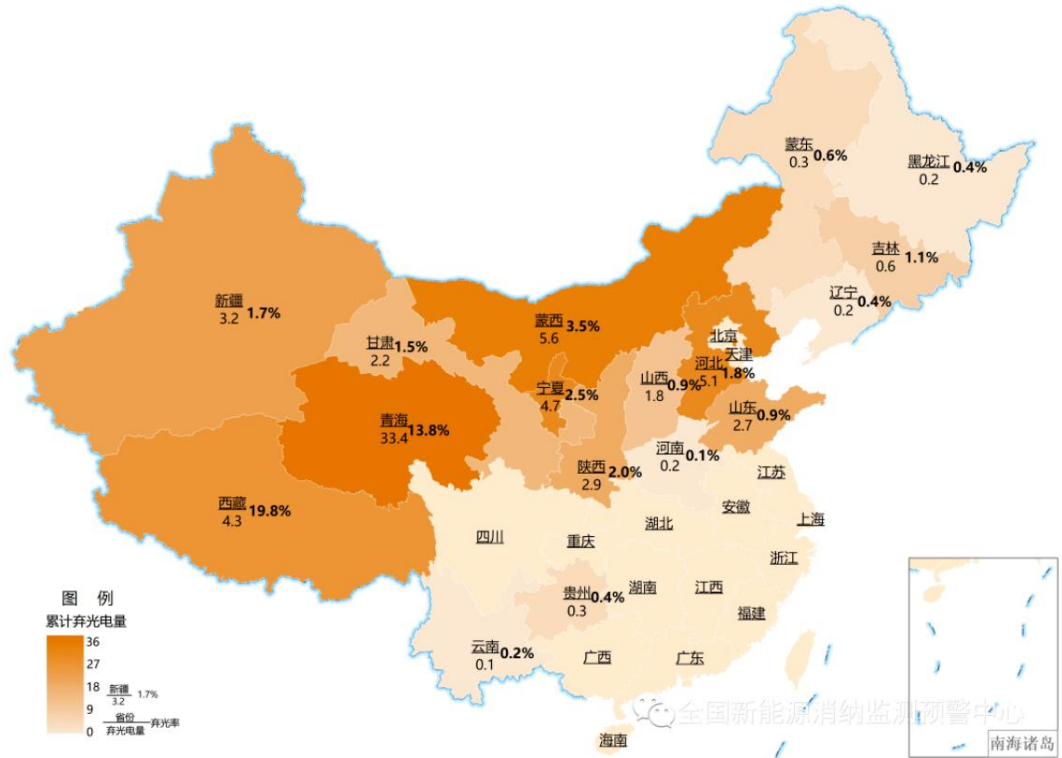 蒙东
0.3 0.6%
黑龙江
0.2 0.4%
吉林
0.6 1.1%
辽宁
0.2 0.4%
新疆
3.2 1.7%
蒙西
5.6 3.5%
北京
天津
甘肃
2.2 1.5%
河北
5.1 1.8%
山西
1.8 0.9%
宁夏
4.7 2.5%
山东
2.7 0.9%
青海
33.4 13.8%
河南
0.2 0.1%
陕西
2.9 2.0%
江苏
西藏
4.3 19.8%
安徽
上海
湖北
四川
重庆
浙江
贵州
0.3 0.4%
湖南
江西
福建
云南
0.1 0.2%
广西
广东
海南
图 例
累计弃光电量
36
27
18
9
0
新疆
3.2
1.7%
省份
弃光电量
弃光率
全国新能源消纳监测预警中心
南海诸岛